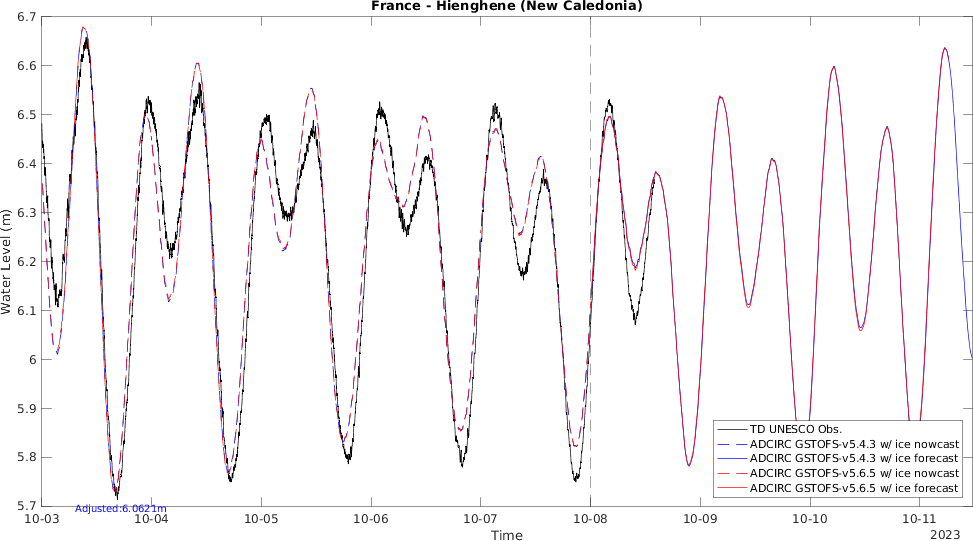 France - Hienghene (New Caledonia)
6.7
6.6
6.5
6.4
6.3
6.2
6.1
6
5.9
5.8
5.7
Water Level (m)
TD UNESCO Obs.
ADCIRC GSTOFS-v5.4.3 w/ ice nowcast
ADCIRC GSTOFS-v5.4.3 w/ ice forecast
ADCIRC GSTOFS-v5.6.5 w/ ice nowcast
ADCIRC GSTOFS-v5.6.5 w/ ice forecast
Adjusted:6.0621m
10-03 10-04 10-05 10-06 10-07 10-08 10-09 10-10 10-11
Time
2023